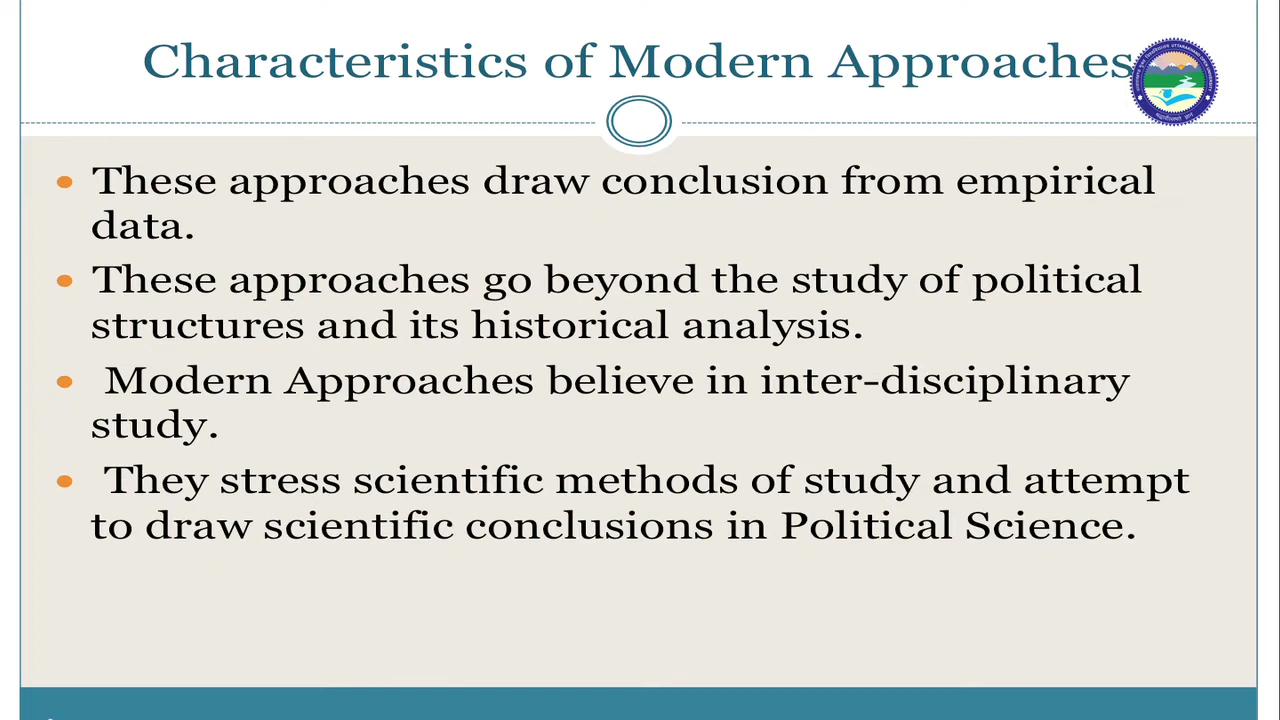 Characteristics of Modern Approaches
• These approaches draw conclusion from empirical
data.
• These approaches go beyond the study of political
structures and its historical analysis.
• Modern Approaches believe in inter-disciplinary
study.
• They stress scientific methods of study and attempt
to draw scientific conclusions in Political Science.